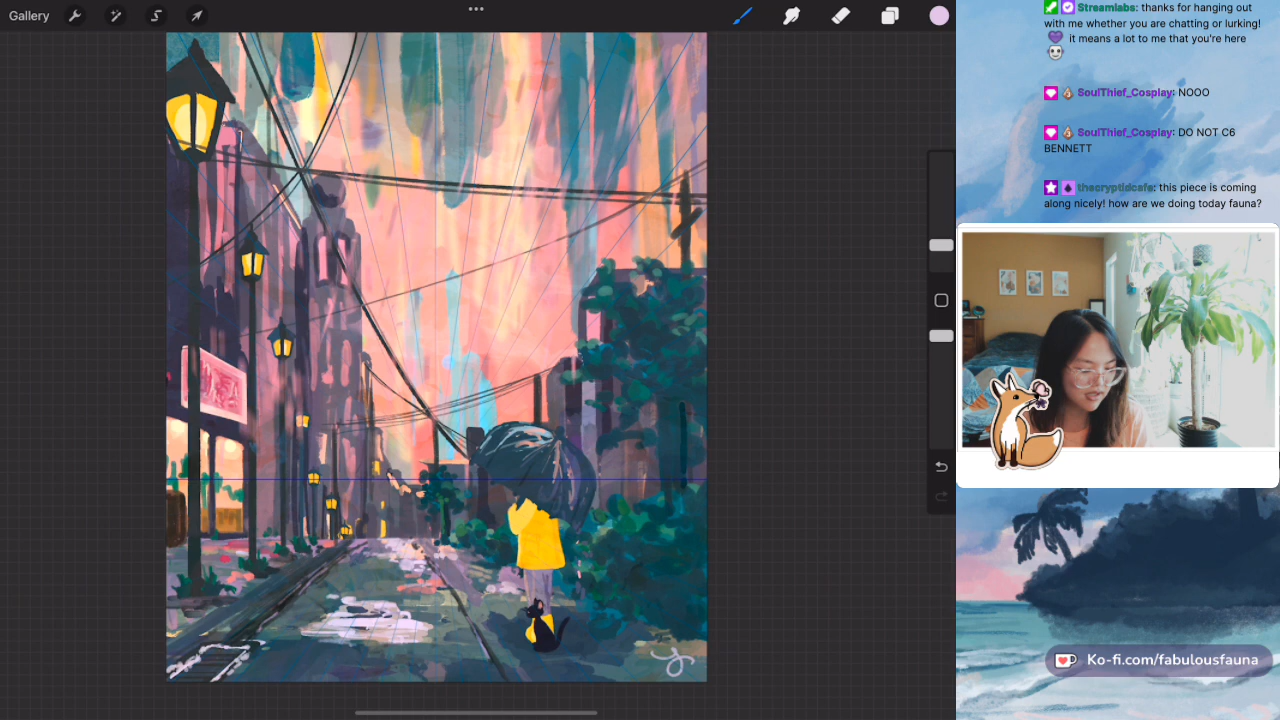 Gallery
Streamlabs: thanks for hanging out
with me whether you are chatting or lurking!
it means a lot to me that you're here
SoulThief_Cosplay: NOOO
SoulThief_Cosplay: DO NOT C6
BENNETT
thecryptidcafe: this piece is coming
along nicely! how are we doing today fauna?
Ko-fi.com/fabulousfauna